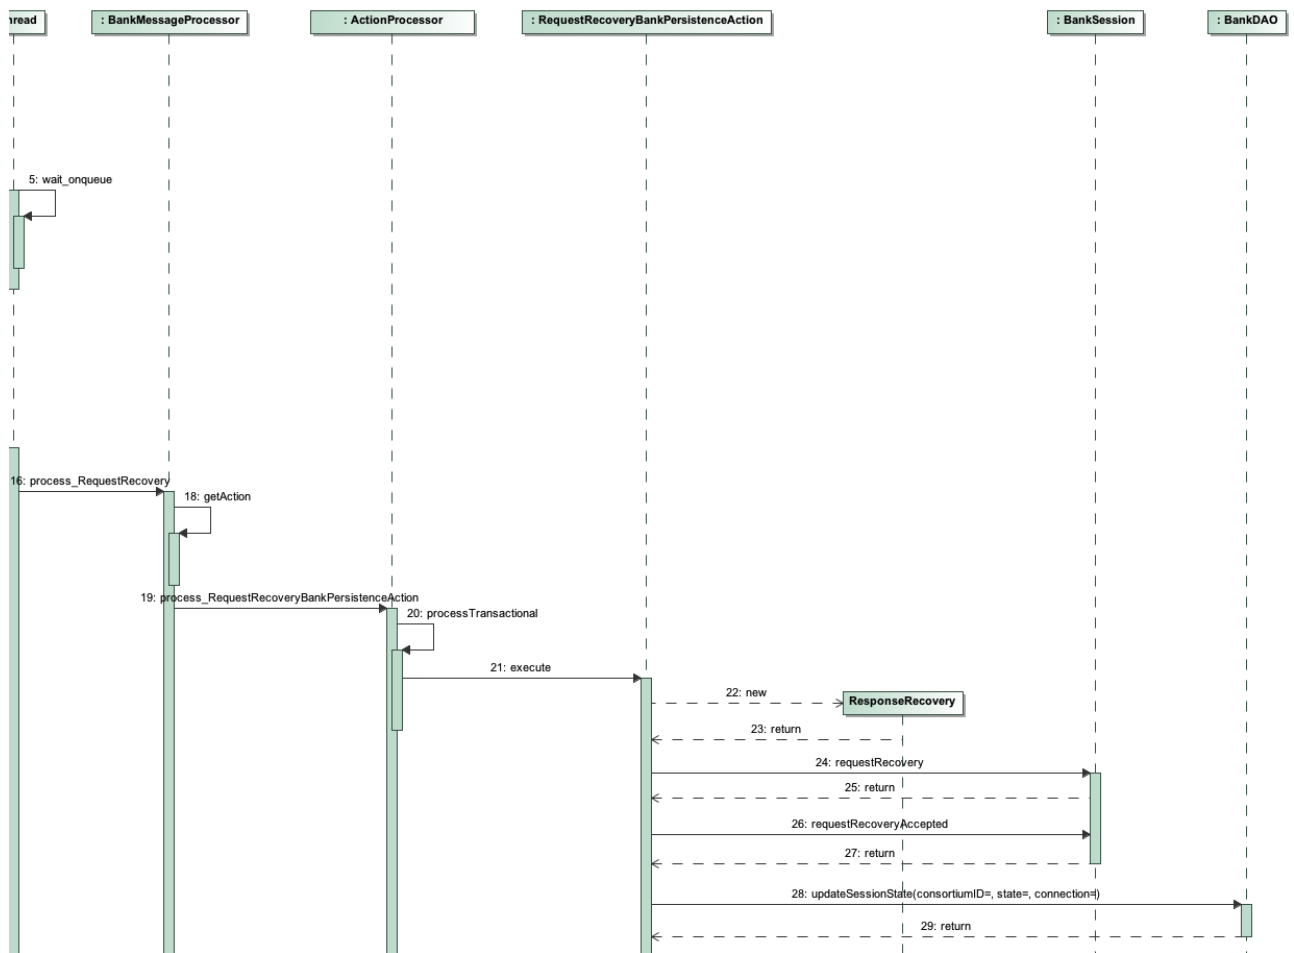 hread
: BankMessageProcessor
: ActionProcessor
: RequestRecoveryBankPersistenceAction
: BankSession
: BankDAO
5: wait_onqueue
16: process_RequestRecovery
18: getAction
19: process_RequestRecoveryBankPersistenceAction
20: processTransactional
21: execute
22: new
ResponseRecovery
23: return
24: requestRecovery
25: return
26: requestRecoveryAccepted
27: return
28: updateSessionState(consortiumID=, state=, connection=)
29: return